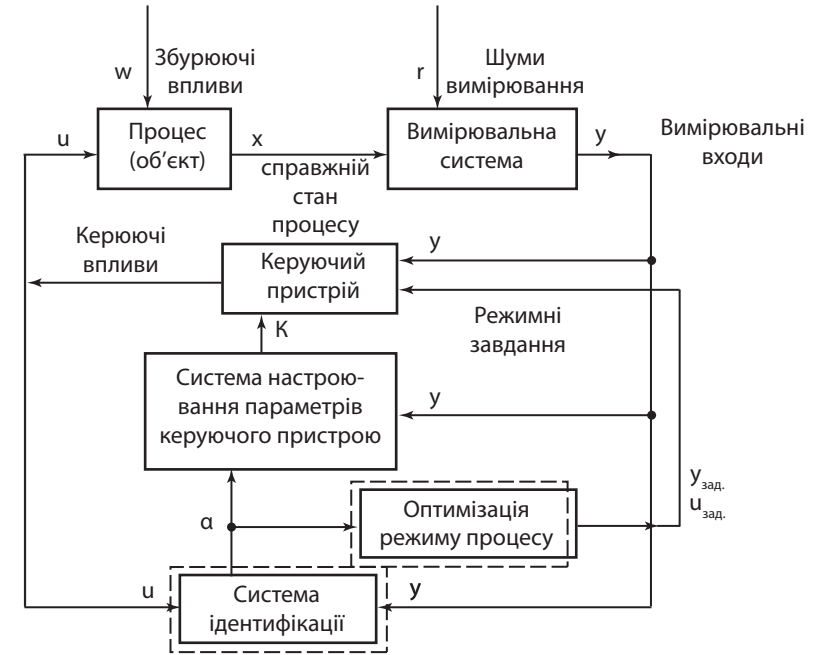 w
Збурюючі
впливи
r
Шуми
вимірювання
u
Процес
(об’єкт)
x
справжній
стан
процесу
Вимірювальна
система
y
Вимірювальні
входи
Керюючі
впливи
Керуючий
пристрій
y
Режимні
завдання
К
Система настрою-
вання параметрів
керуючого пристрою
y
α
Оптимізація
режиму процесу
yзад.
uзад.
u
Система
ідентифікації
y